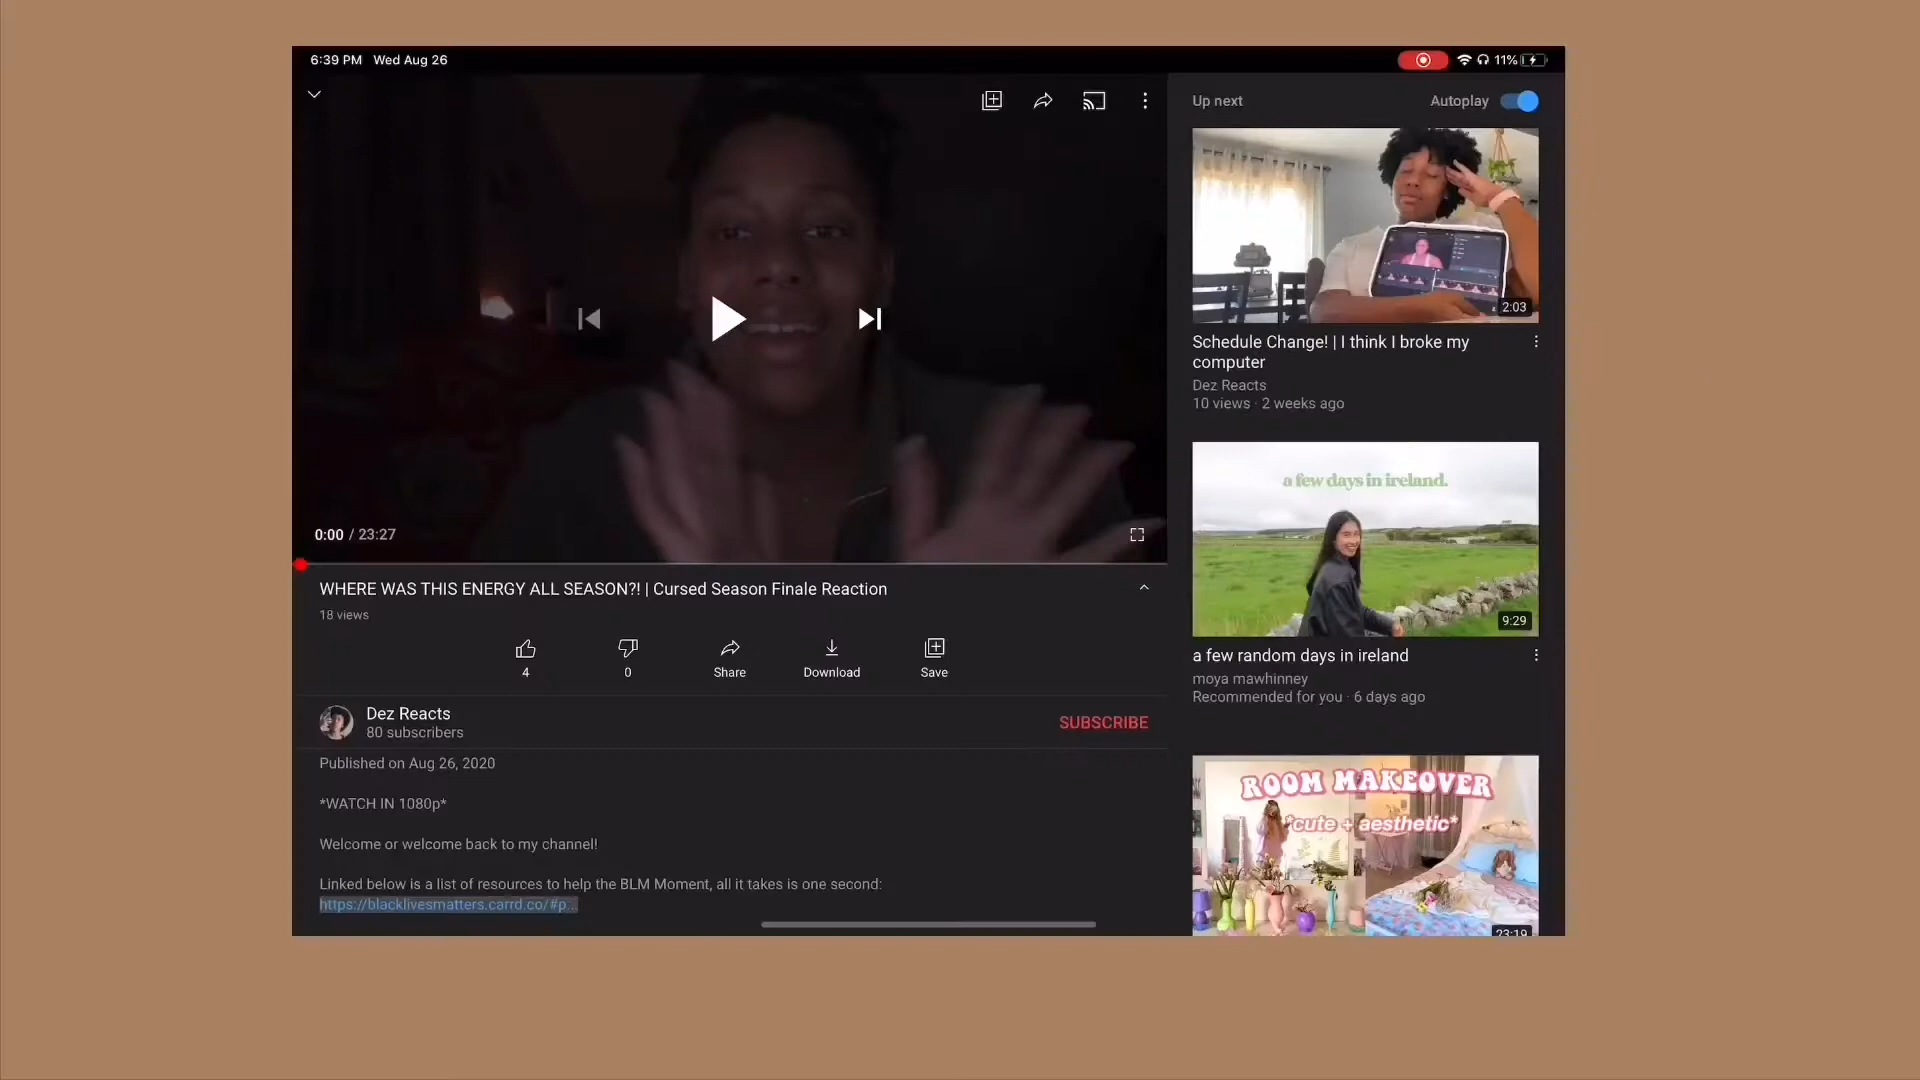 6:39 PM Wed Aug 26
11%
0:00 / 23:27
WHERE WAS THIS ENERGY ALL SEASON?! | Cursed Season Finale Reaction
18 views
4
0
Share
Download
Save
Dez Reacts
80 subscribers
SUBSCRIBE
Published on Aug 26, 2020
*WATCH IN 1080p*
Welcome or welcome back to my channel!
Linked below is a list of resources to help the BLM Moment, all it takes is one second:
https://blacklivesmatters.carrd.co/#p...
Up next
Autoplay
2:03
Schedule Change! | I think I broke my
computer
Dez Reacts
10 views · 2 weeks ago
a few days in ireland.
9:29
a few random days in ireland
moya mawhinney
Recommended for you · 6 days ago
ROOM MAKEOVER
*cute + aesthetic*
23:19